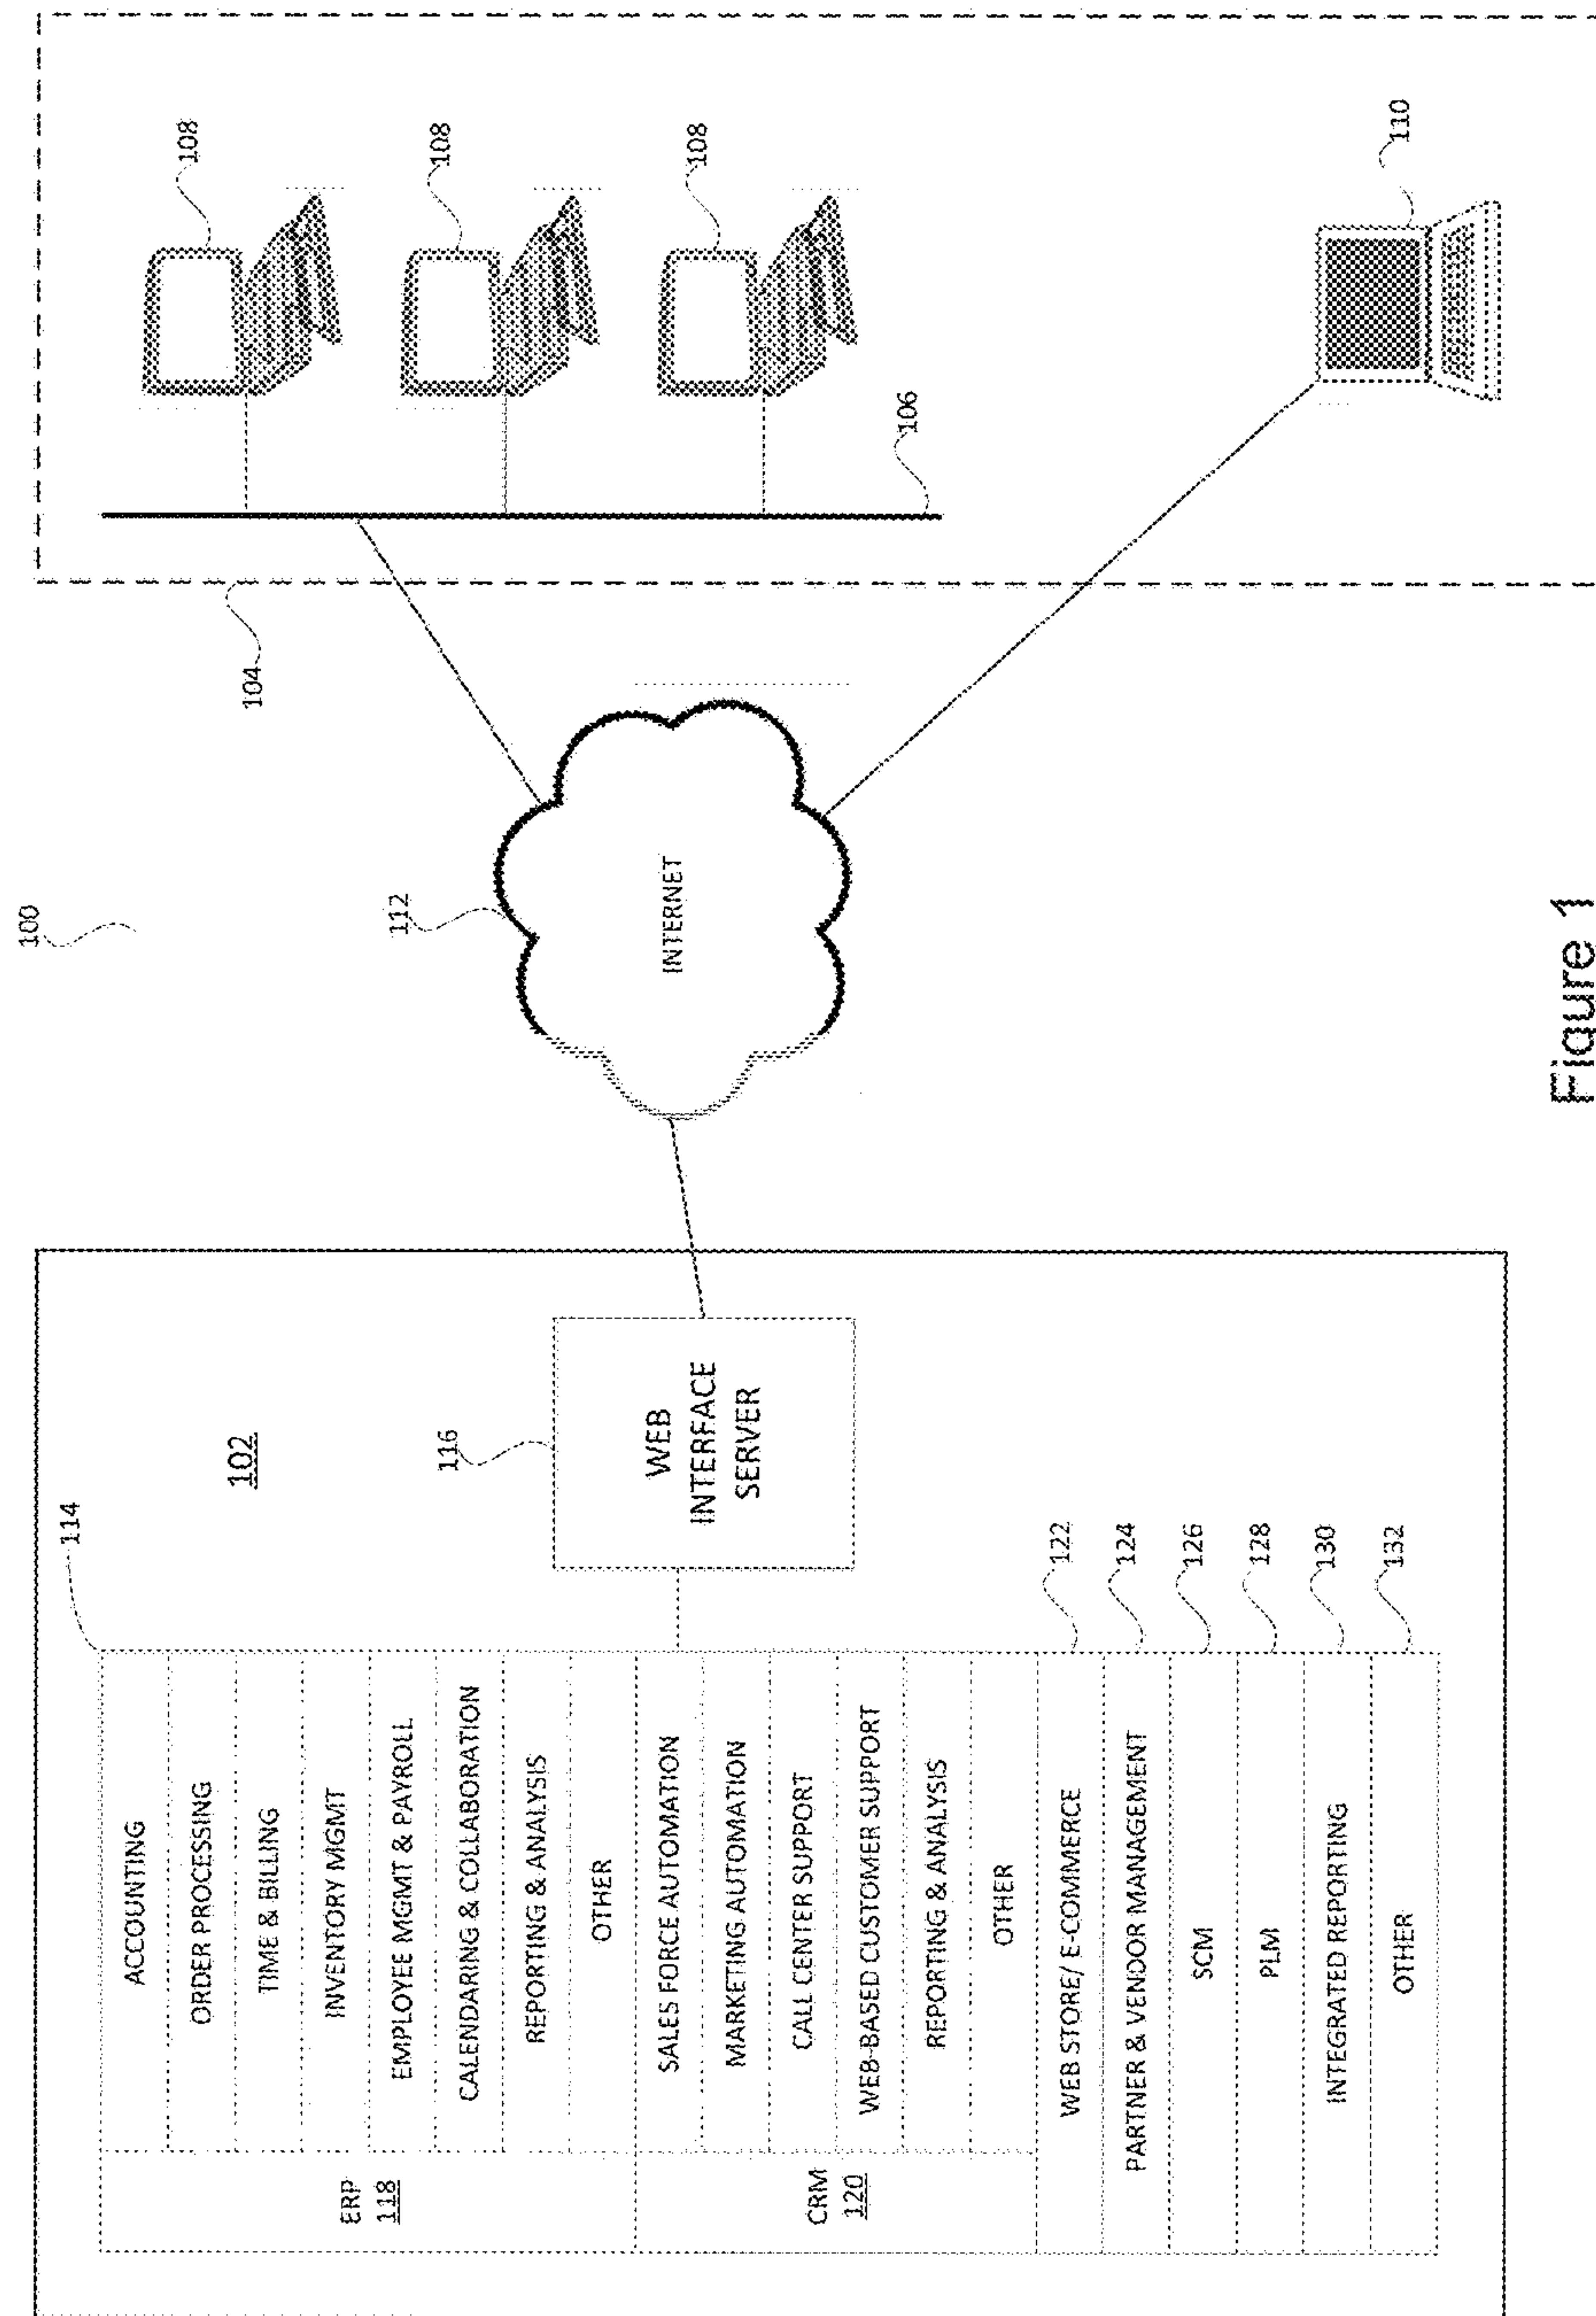 100
102
114
ERP
118
ACCOUNTING
ORDER PROCESSING
TIME & BILLING
INVENTORY MGMT
EMPLOYEE MGMT & PAYROLL
CALENDARING & COLLABORATION
REPORTING & ANALYSIS
OTHER
CRM
120
SALES FORCE AUTOMATION
MARKETING AUTOMATION
CALL CENTER SUPPORT
WEB-BASED CUSTOMER SUPPORT
REPORTING & ANALYSIS
OTHER
WEB STORE/ E-COMMERCE
122
PARTNER & VENDOR MANAGEMENT
124
SCM
126
PLM
128
INTEGRATED REPORTING
130
OTHER
132
116
WEB
INTERFACE
SERVER
112
INTERNET
104
108
108
108
106
110
Figure 1